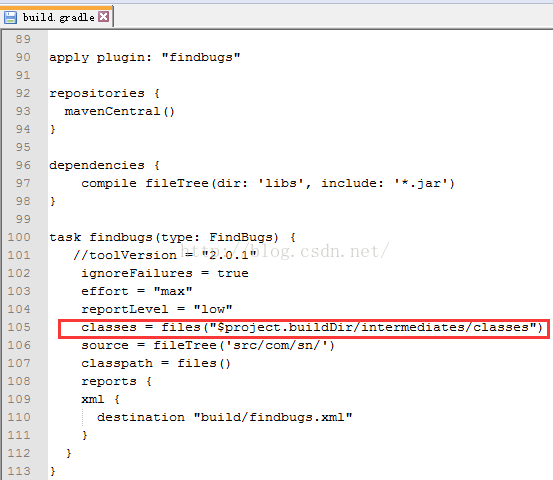 build.gradle
89
90 apply plugin: "findbugs"
91
92 repositories {
93 mavenCentral()
94 }
95
96 dependencies {
97 compile fileTree(dir: 'libs', include: '*.jar')
98 }
99
100 task findbugs(type: FindBugs) {
http://blog.csdn.net/
101 //toolVersion = "2.0.1"
102 ignoreFailures = true
103 effort = "max"
104 reportLevel = "low"
105 classes = files("$project.buildDir/intermediates/classes")
106 source = fileTree('src/com/sn/')
107 classpath = files()
108 reports {
109 xml {
110 destination "build/findbugs.xml"
111 }
112 }
113 }